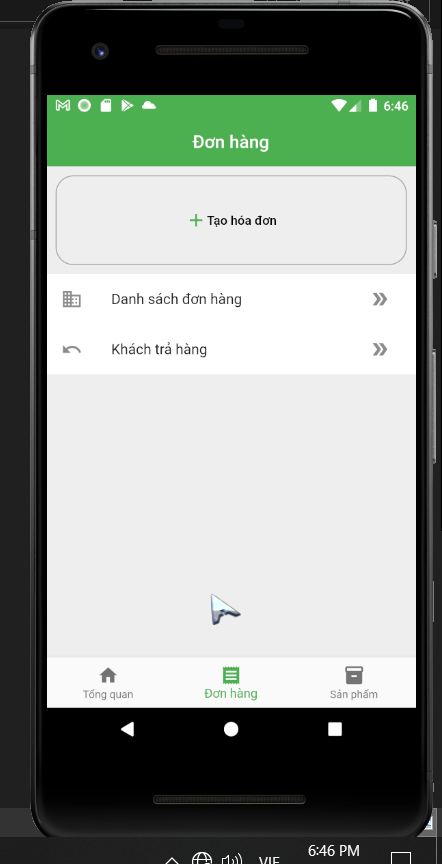 6:46
Đơn hàng
Tạo hóa đơn
Danh sách đơn hàng
Khách trả hàng
Tổng quan
Đơn hàng
Sản phẩm
VIE
6:46 PM